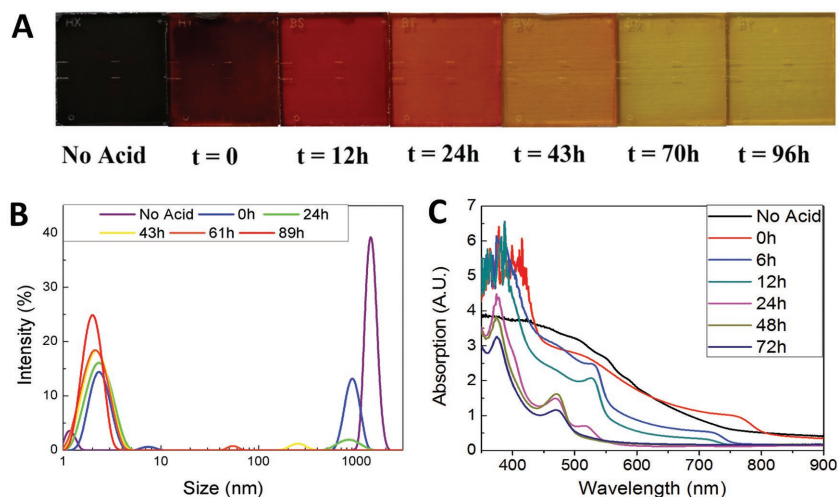 A
No Acid t = 0 t = 12h t = 24h t = 43h t = 70h t = 96h
B
No Acid 0h 24h
43h 61h 89h
Intensity (%)
40
30
20
10
0
1 10 100 1000
Size (nm)
C
No Acid
0h
6h
12h
24h
48h
72h
Absorption (A.U.)
7
6
5
4
3
2
1
0
400 500 600 700 800 900
Wavelength (nm)